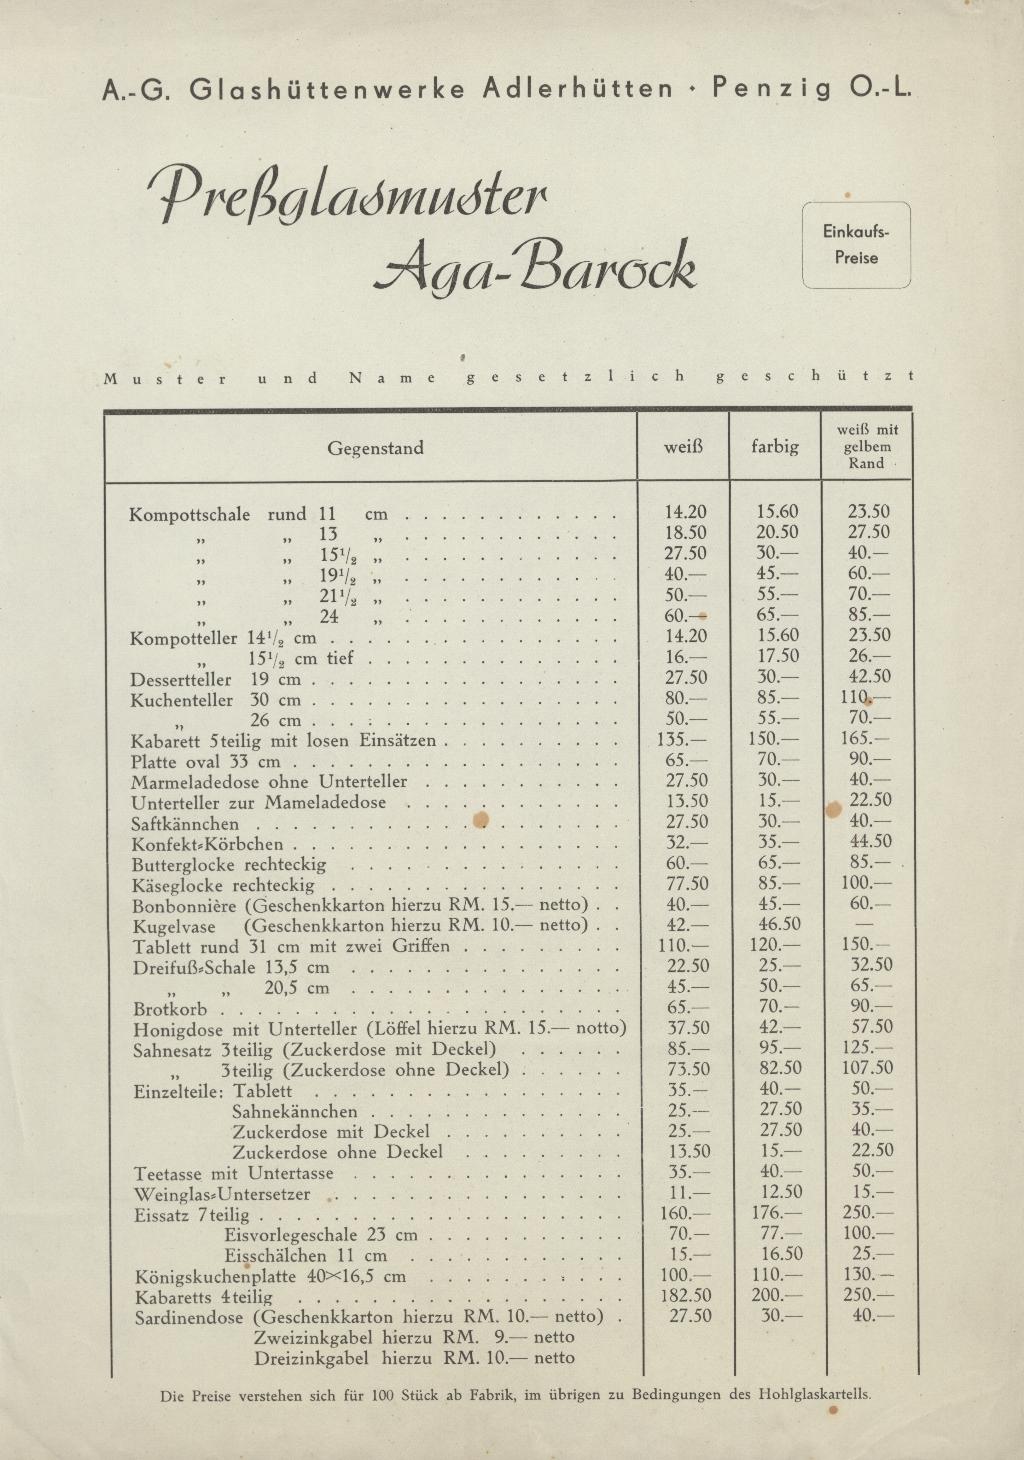 A.-G. Glashüttenwerke Adlerhütten • Penzig O.-L.
Preßglasmuster
Aga-Barock
Einkaufs-
Preise
Muster und Name gesetzlich geschützt
Gegenstand weiß farbig weiß mit gelbem Rand
Kompottschale rund 11 cm . . . . . . . . . . . . 14.20 15.60 23.50
„ „ 13 „ . . . . . . . . . . . . 18.50 20.50 27.50
„ „ 15½ „ . . . . . . . . . . . . 27.50 30.— 40.—
„ „ 19½ „ . . . . . . . . . . . . 40.— 45.— 60.—
„ „ 21½ „ . . . . . . . . . . . . 50.— 55.— 70.—
„ „ 24 „ . . . . . . . . . . . . 60.— 65.— 85.—
Kompotteller 14½ cm . . . . . . . . . . . . . . . . 14.20 15.60 23.50
„ 15½ cm tief . . . . . . . . . . . . . . 16.— 17.50 26.—
Dessertteller 19 cm . . . . . . . . . . . . . . . . . 27.50 30.— 42.50
Kuchenteller 30 cm . . . . . . . . . . . . . . . . . 80.— 85.— 110.—
„ 26 cm . . . . . . . . . . . . . . . . . 50.— 55.— 70.—
Kabarett 5teilig mit losen Einsätzen . . . . . . . . . . 135.— 150.— 165.—
Platte oval 33 cm . . . . . . . . . . . . . . . . . . 65.— 70.— 90.—
Marmeladedose ohne Unterteller . . . . . . . . . . . 27.50 30.— 40.—
Unterteller zur Mameladedose . . . . . . . . . . . . 13.50 15.— 22.50
Saftkännchen . . . . . . . . . . . . . . . . . . . . 27.50 30.— 40.—
Konfekt-Körbchen . . . . . . . . . . . . . . . . . . 32.— 35.— 44.50
Butterglocke rechteckig . . . . . . . . . . . . . . . 60.— 65.— 85.—
Käseglocke rechteckig . . . . . . . . . . . . . . . . 77.50 85.— 100.—
Bonbonnière (Geschenkkarton hierzu RM. 15.— netto) . . 40.— 45.— 60.—
Kugelvase (Geschenkkarton hierzu RM. 10.— netto) . . 42.— 46.50 —
Tablett rund 31 cm mit zwei Griffen . . . . . . . . . 110.— 120.— 150.—
Dreifuß-Schale 13,5 cm . . . . . . . . . . . . . . . 22.50 25.— 32.50
„ „ 20,5 cm . . . . . . . . . . . . . . . 45.— 50.— 65.—
Brotkorb . . . . . . . . . . . . . . . . . . . . . . 65.— 70.— 90.—
Honigdose mit Unterteller (Löffel hierzu RM. 15.— notto) 37.50 42.— 57.50
Sahnesatz 3teilig (Zuckerdose mit Deckel) . . . . . . 85.— 95.— 125.—
„ 3teilig (Zuckerdose ohne Deckel) . . . . . . 73.50 82.50 107.50
Einzelteile: Tablett . . . . . . . . . . . . . . . . . 35.— 40.— 50.—
Sahnekännchen . . . . . . . . . . . . . . 25.— 27.50 35.—
Zuckerdose mit Deckel . . . . . . . . . . 25.— 27.50 40.—
Zuckerdose ohne Deckel . . . . . . . . . 13.50 15.— 22.50
Teetasse mit Untertasse . . . . . . . . . . . . . . . 35.— 40.— 50.—
Weinglas-Untersetzer . . . . . . . . . . . . . . . . 11.— 12.50 15.—
Eissatz 7teilig . . . . . . . . . . . . . . . . . . . . 160.— 176.— 250.—
Eisvorlegeschale 23 cm . . . . . . . . . . . 70.— 77.— 100.—
Eisschälchen 11 cm . . . . . . . . . . . . 15.— 16.50 25.—
Königskuchenplatte 40×16,5 cm . . . . . . . . . . . 100.— 110.— 130.—
Kabaretts 4teilig . . . . . . . . . . . . . . . . . . 182.50 200.— 250.—
Sardinendose (Geschenkkarton hierzu RM. 10.— netto) . 27.50 30.— 40.—
Zweizinkgabel hierzu RM. 9.— netto
Dreizinkgabel hierzu RM. 10.— netto
Die Preise verstehen sich für 100 Stück ab Fabrik, im übrigen zu Bedingungen des Hohlglaskartells.